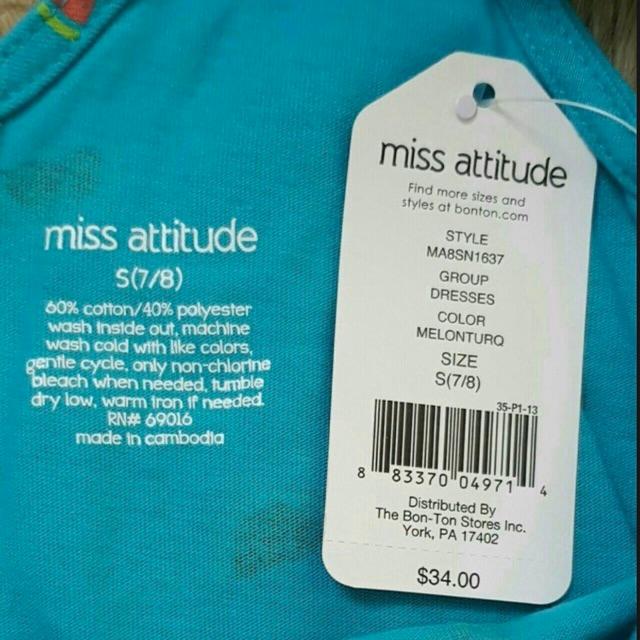 miss attitude
S(7/8)
60% cotton/40% polyester
wash inside out, machine
wash cold with like colors,
gentle cycle, only non-chlorine
bleach when needed, tumble
dry low, warm iron if needed.
RN# 69016
made in cambodia
miss attitude
Find more sizes and
styles at bonton.com
STYLE
MA8SN1637
GROUP
DRESSES
COLOR
MELONTURQ
SIZE
S(7/8)
35-P1-13
8 83370 04971 4
Distributed By
The Bon-Ton Stores Inc.
York, PA 17402
$34.00